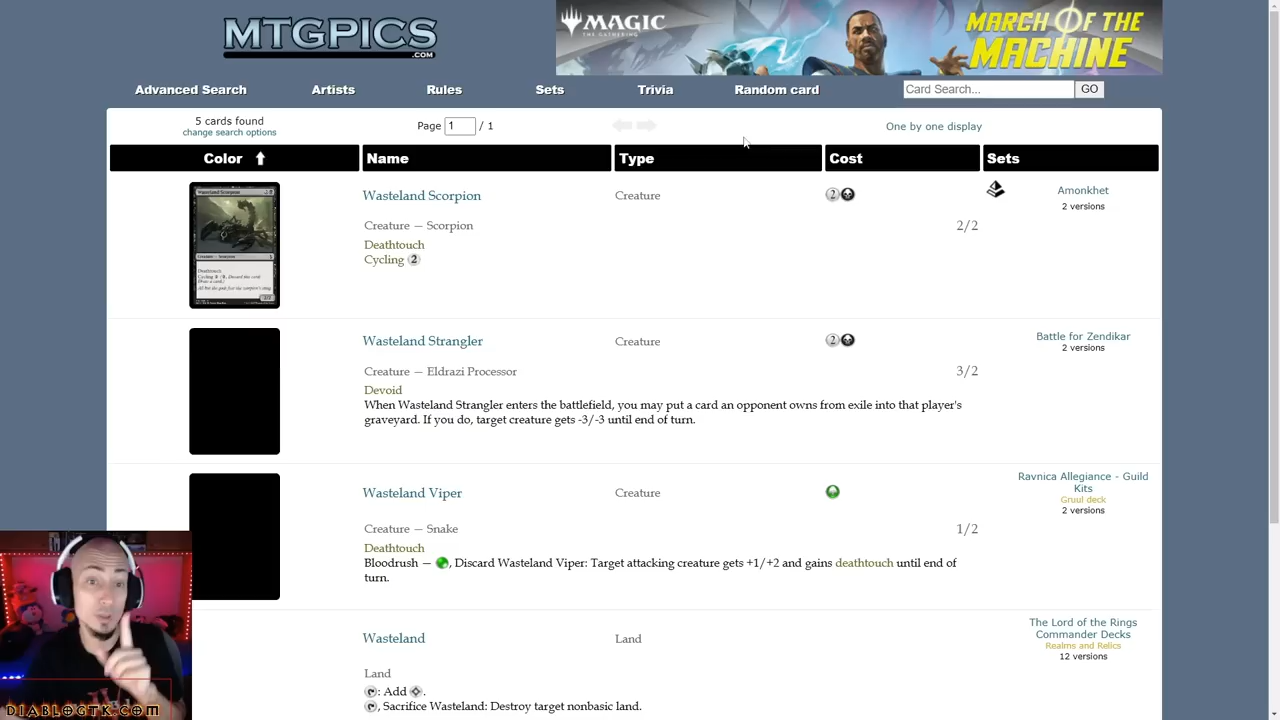 MTGPICS
.COM
MAGIC
THE GATHERING
MARCH OF THE
MACHINE
Advanced Search
Artists
Rules
Sets
Trivia
Random card
Card Search...
GO
5 cards found
change search options
Page 1 / 1
One by one display
Color
Name
Type
Cost
Sets
Wasteland Scorpion
Creature
2
Amonkhet
2 versions
Creature — Scorpion
2/2
Deathtouch
Cycling 2
Wasteland Scorpion
Wasteland Strangler
Creature
2
Battle for Zendikar
2 versions
Creature — Eldrazi Processor
3/2
Devoid
When Wasteland Strangler enters the battlefield, you may put a card an opponent owns from exile into that player's
graveyard. If you do, target creature gets -3/-3 until end of turn.
Wasteland Viper
Creature
Ravnica Allegiance - Guild
Kits
Gruul deck
2 versions
Creature — Snake
1/2
Deathtouch
Bloodrush — , Discard Wasteland Viper: Target attacking creature gets +1/+2 and gains deathtouch until end of
turn.
Wasteland
Land
The Lord of the Rings
Commander Decks
Realms and Relics
12 versions
Land
: Add .
, Sacrifice Wasteland: Destroy target nonbasic land.
DIABLOGTK.COM